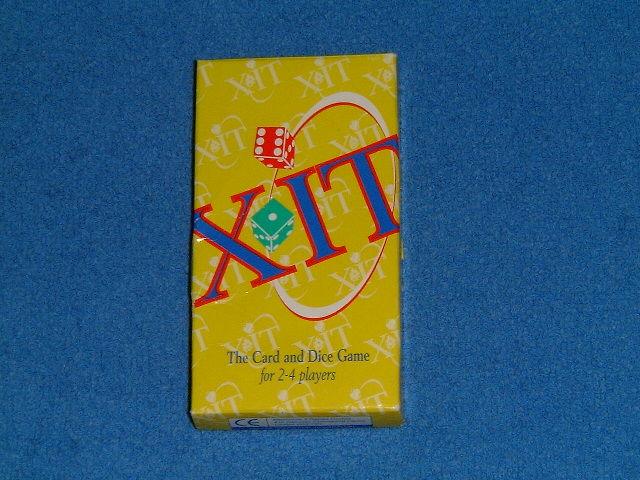 XIT
The Card and Dice Game
for 2-4 players
CE